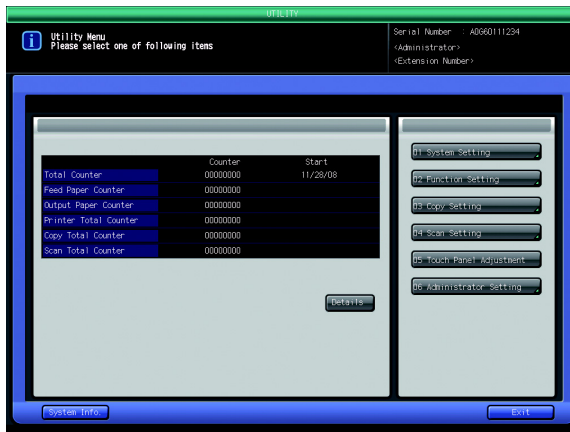 UTILITY
Utility Menu
Please select one of following items
Serial Number : A0G60111234
<Administrator>
<Extension Number>
Counter Start
Total Counter 00000000 11/28/08
Feed Paper Counter 00000000
Output Paper Counter 00000000
Printer Total Counter 00000000
Copy Total Counter 00000000
Scan Total Counter 00000000
Details
01 System Setting
02 Function Setting
03 Copy Setting
04 Scan Setting
05 Touch Panel Adjustment
06 Administrator Setting
System Info.
Exit